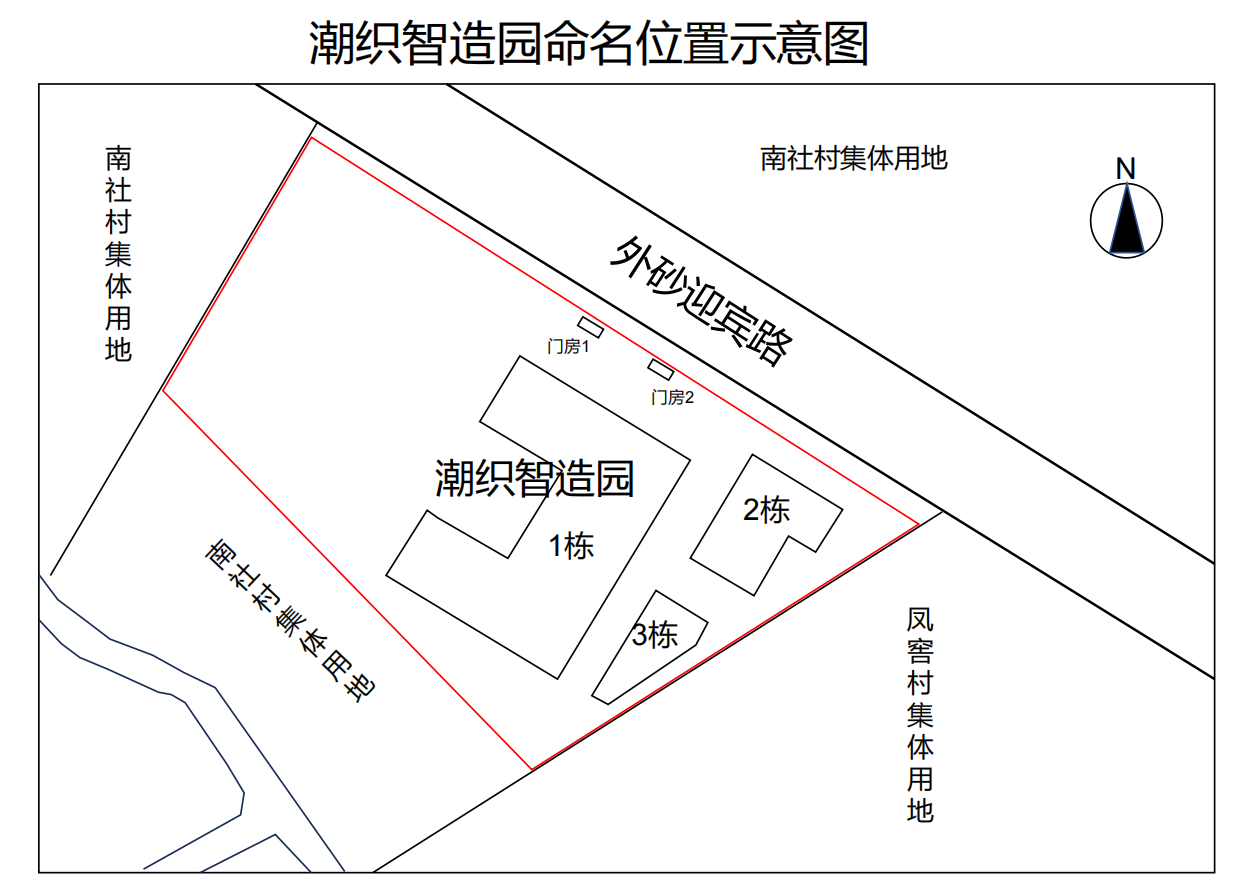 潮织智造园命名位置示意图
南社村集体用地
南社村集体用地
N
外砂迎宾路
门房1
门房2
潮织智造园
2栋
1栋
南社村集体用地
3栋
凤窖村集体用地